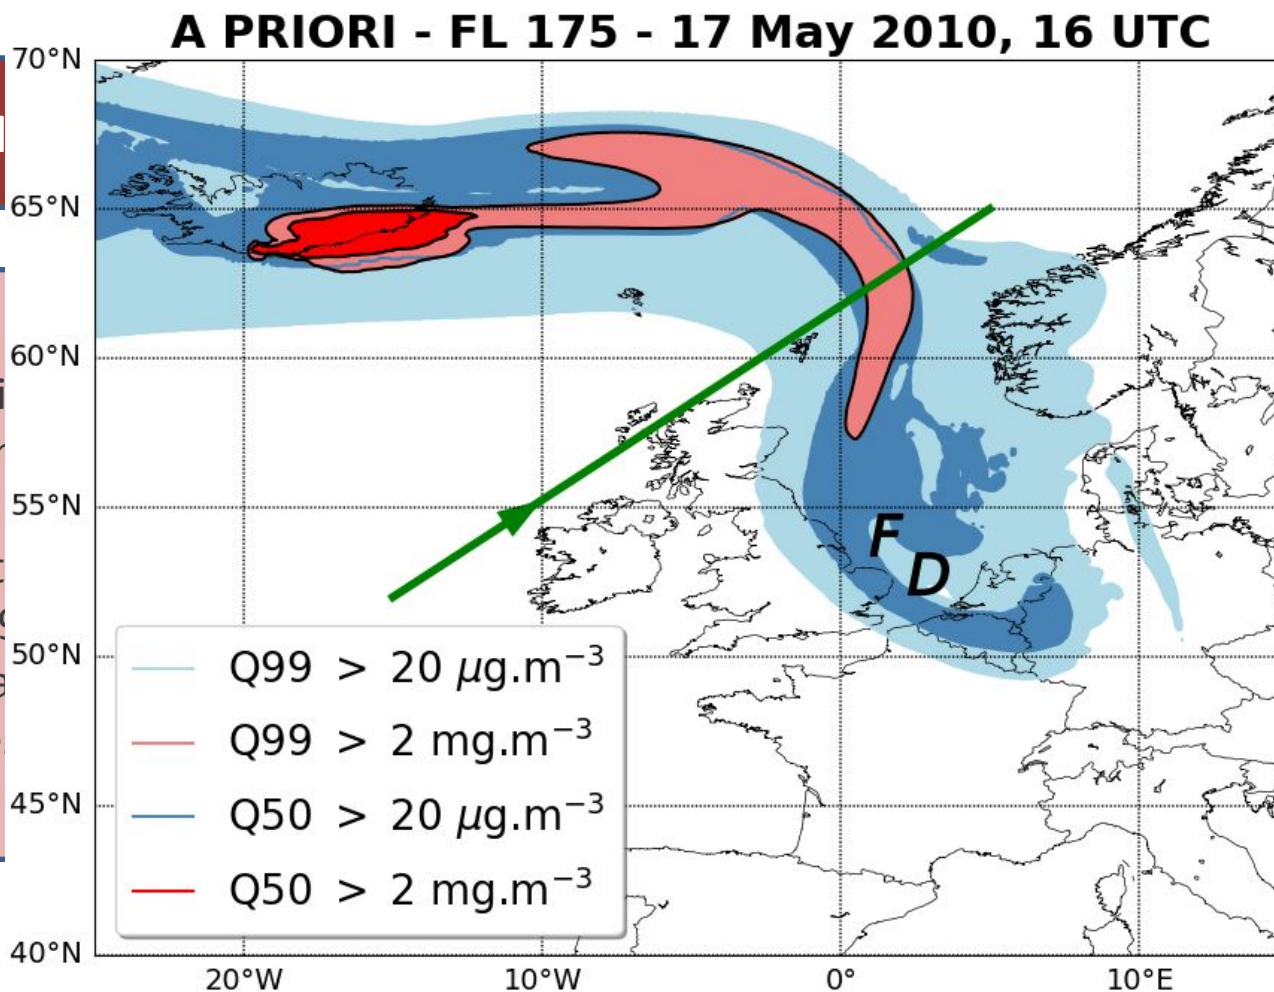 A PRIORI - FL 175 - 17 May 2010, 16 UTC
70°N
65°N
60°N
55°N
F
D
50°N
Q99 > 20 μg.m⁻³
Q99 > 2 mg.m⁻³
Q50 > 20 μg.m⁻³
Q50 > 2 mg.m⁻³
45°N
40°N
20°W 10°W 0° 10°E